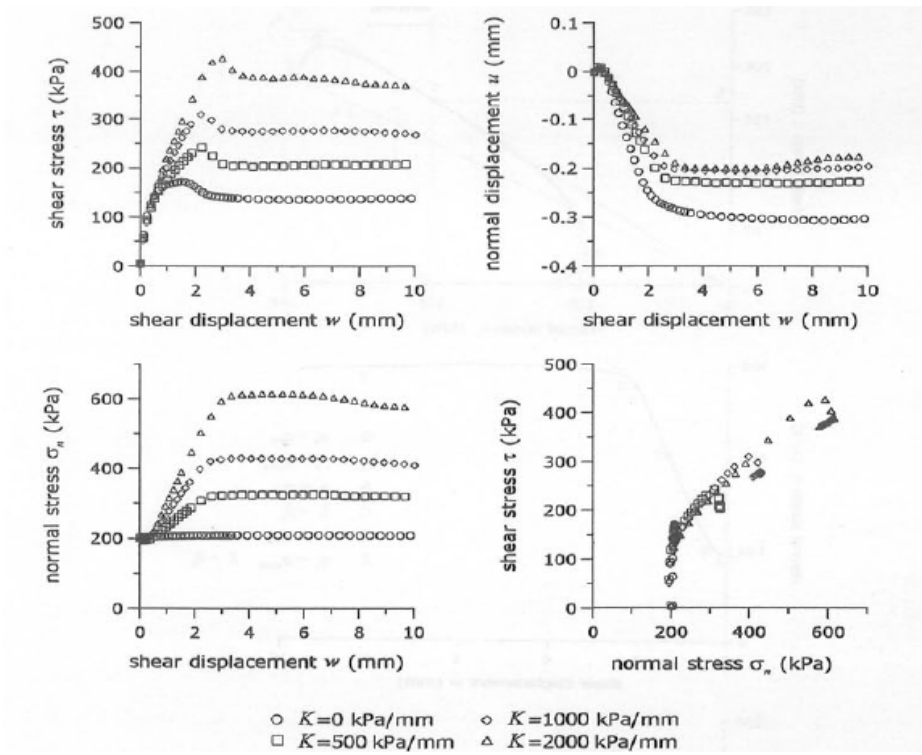 500
400
300
200
100
0
shear stress τ (kPa)
0 2 4 6 8 10
shear displacement w (mm)
0.1
0
-0.1
-0.2
-0.3
-0.4
normal displacement u (mm)
0 2 4 6 8 10
shear displacement w (mm)
600
400
200
0
normal stress σn (kPa)
0 2 4 6 8 10
shear displacement w (mm)
500
400
300
200
100
0
shear stress τ (kPa)
0 200 400 600
normal stress σn (kPa)
K=0 kPa/mm K=1000 kPa/mm
K=500 kPa/mm K=2000 kPa/mm